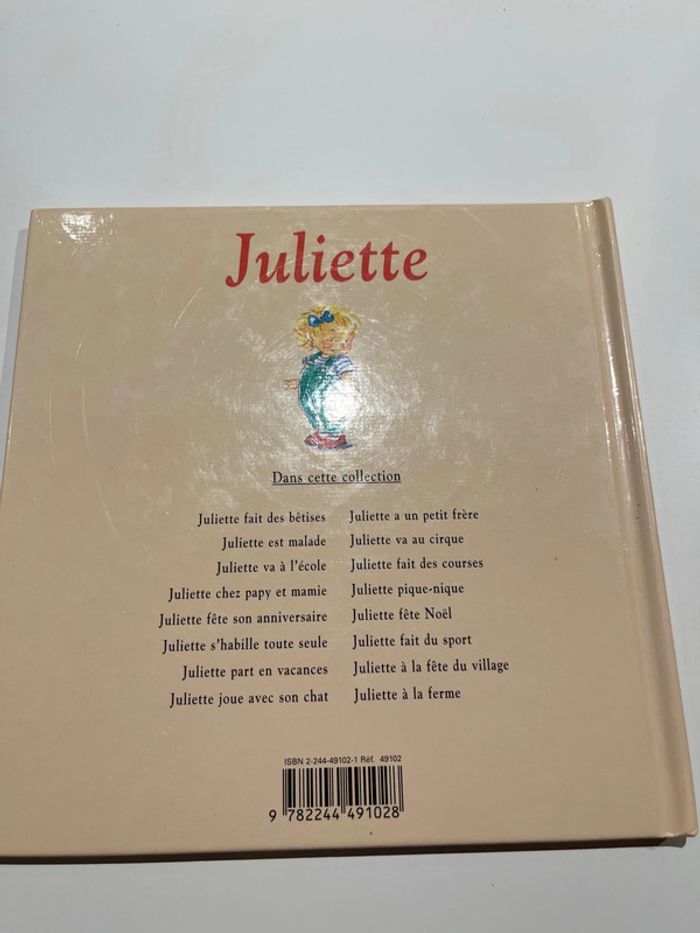 Juliette
Dans cette collection
Juliette fait des bêtises
Juliette est malade
Juliette va à l'école
Juliette chez papy et mamie
Juliette fête son anniversaire
Juliette s'habille toute seule
Juliette part en vacances
Juliette joue avec son chat
Juliette a un petit frère
Juliette va au cirque
Juliette fait des courses
Juliette pique-nique
Juliette fête Noël
Juliette fait du sport
Juliette à la fête du village
Juliette à la ferme
ISBN 2-244-49102-1 Réf. 49102
9 782244 491028